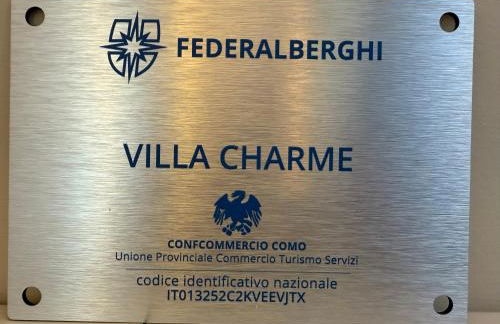 FEDERALBERGHI
VILLA CHARME
CONFCOMMERCIO COMO
Unione Provinciale Commercio Turismo Servizi
codice identificativo nazionale
IT013252C2KVEEVJTX